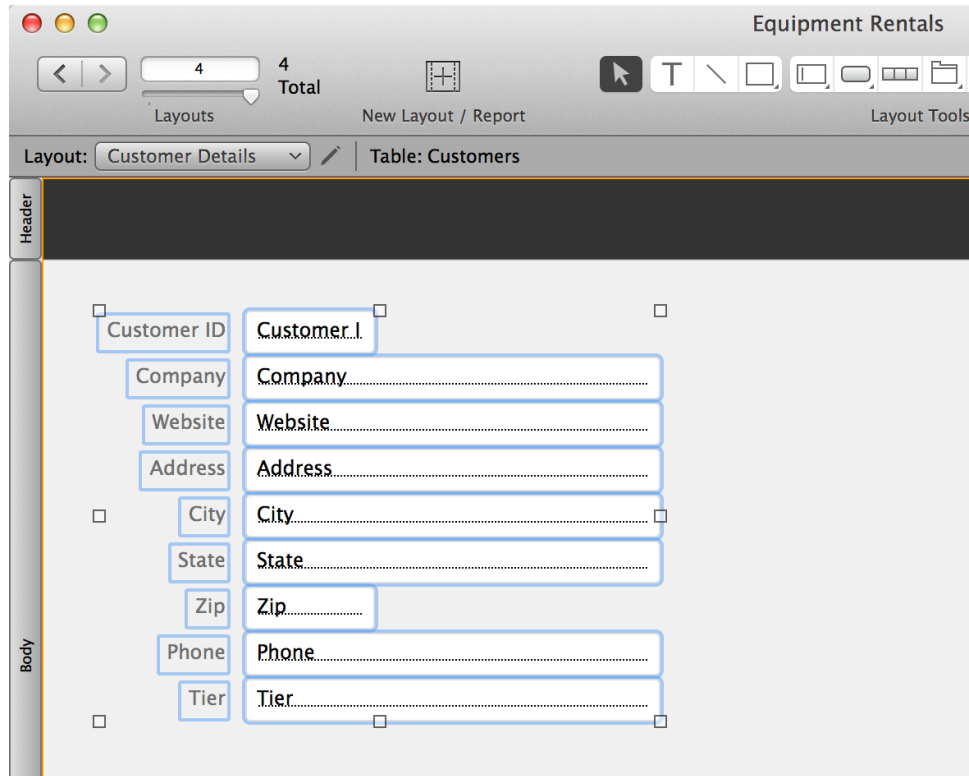 Equipment Rentals
4
4
Total
Layouts
New Layout / Report
T
Layout Tools
Layout: Customer Details
Table: Customers
Header
Body
Customer ID Customer I
Company Company
Website Website
Address Address
City City
State State
Zip Zip
Phone Phone
Tier Tier